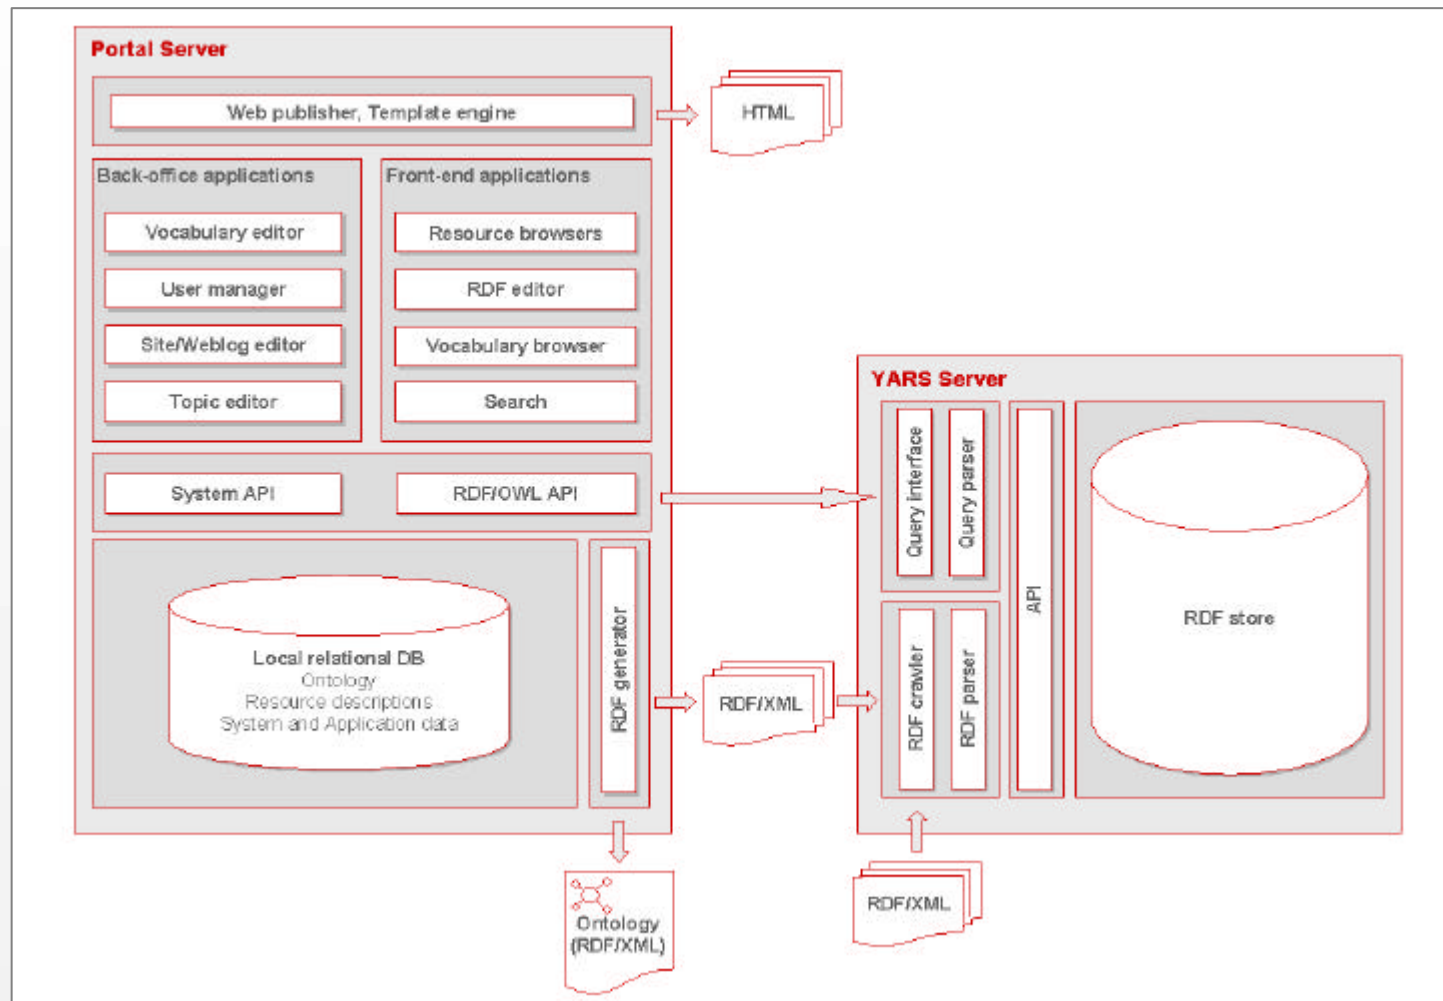 Portal Server
Web publisher, Template engine
HTML
Back-office applications
Vocabulary editor
User manager
Site/Weblog editor
Topic editor
Front-end applications
Resource browsers
RDF editor
Vocabulary browser
Search
System API
RDF/OWL API
Local relational DB
Ontology
Resource descriptions
System and Application data
RDF generator
RDF/XML
Ontology
(RDF/XML)
YARS Server
Query interface
Query parser
RDF crawler
RDF parser
API
RDF store
RDF/XML